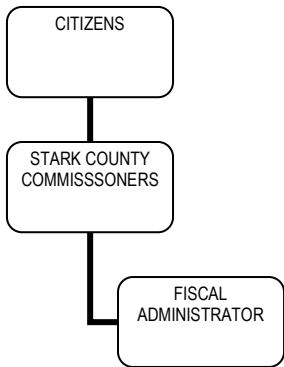 CITIZENS
STARK COUNTY
COMMISSSONERS
FISCAL
ADMINISTRATOR